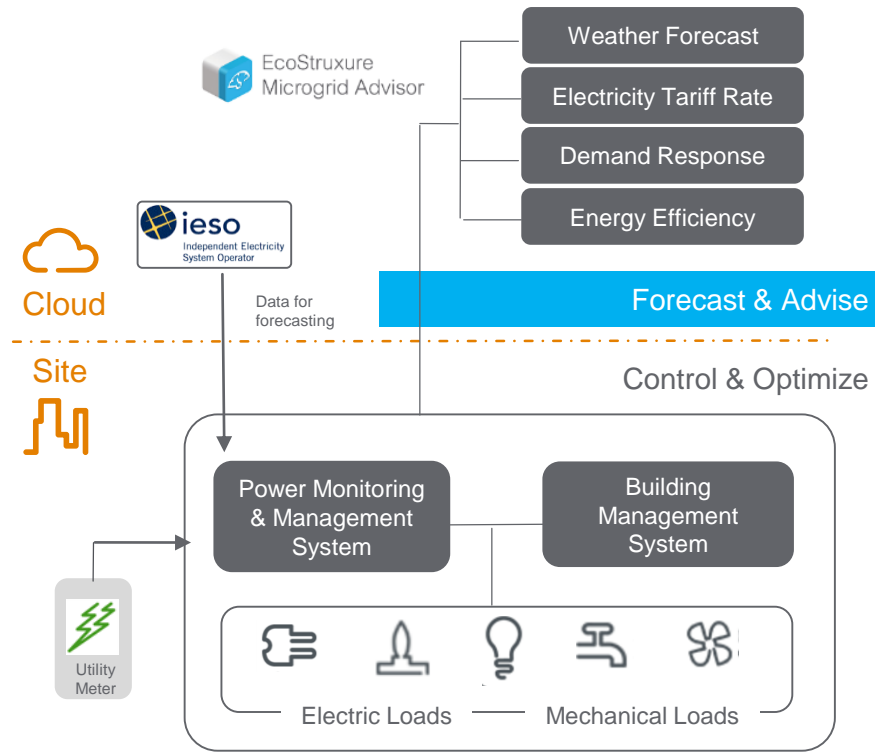 EcoStruxure
Microgrid Advisor
Weather Forecast
Electricity Tariff Rate
Demand Response
Energy Efficiency
ieso
Independent Electricity
System Operator
Cloud
Data for
forecasting
Forecast & Advise
Site
Control & Optimize
Power Monitoring
& Management
System
Building
Management
System
Utility
Meter
Electric Loads
Mechanical Loads